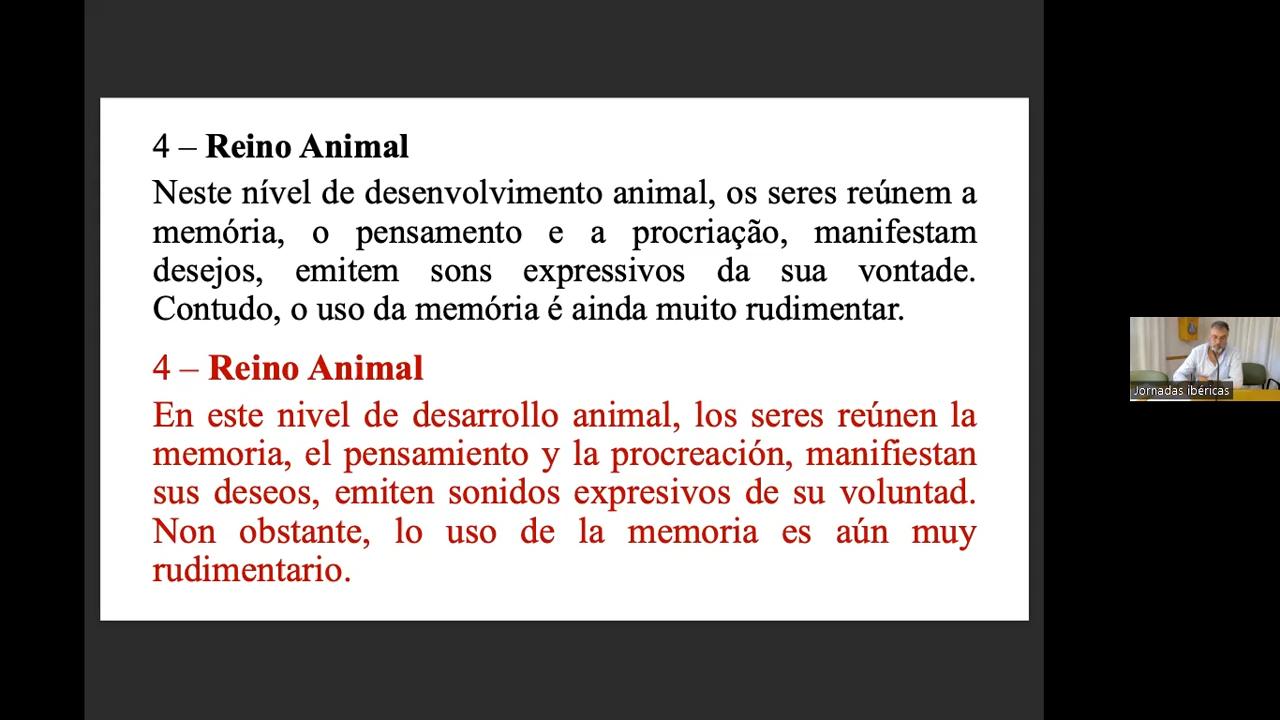 4 – Reino Animal
Neste nível de desenvolvimento animal, os seres reúnem a
memória, o pensamento e a procriação, manifestam
desejos, emitem sons expressivos da sua vontade.
Contudo, o uso da memória é ainda muito rudimentar.
4 – Reino Animal
En este nivel de desarrollo animal, los seres reúnen la
memoria, el pensamiento y la procreación, manifiestan
sus deseos, emiten sonidos expresivos de su voluntad.
Non obstante, lo uso de la memoria es aún muy
rudimentario.
Jornadas ibéricas